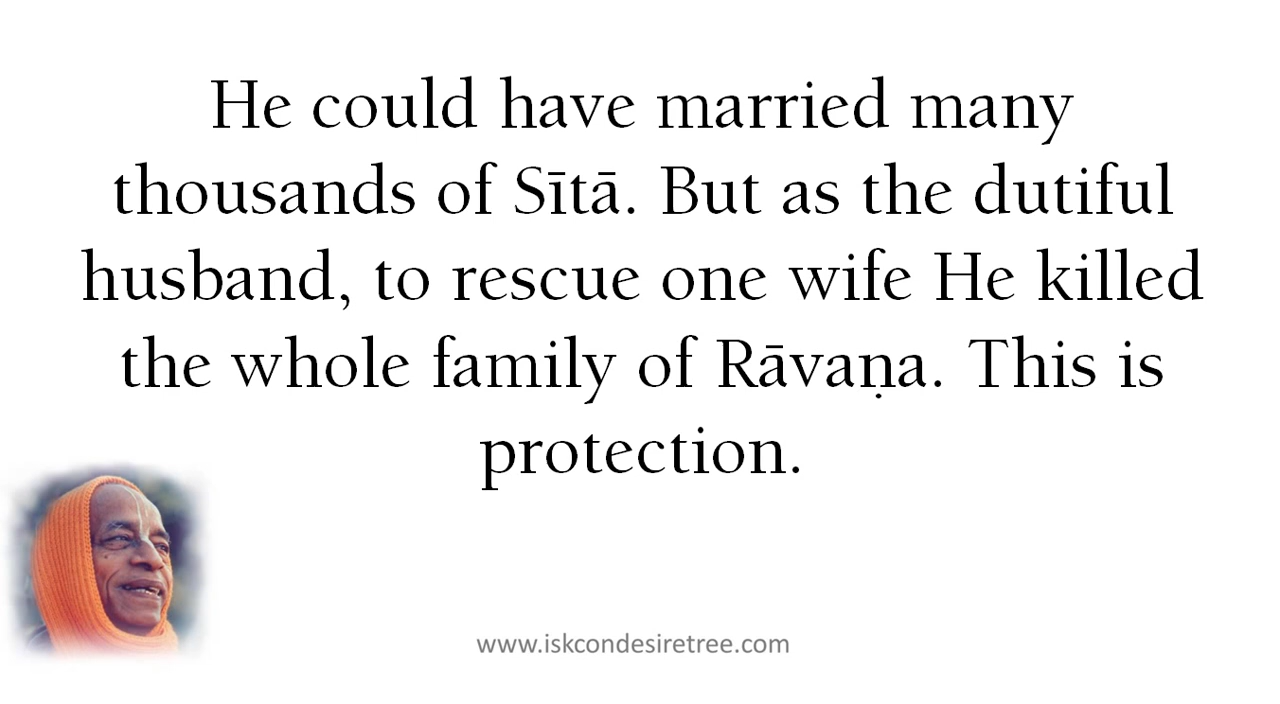 He could have married many
thousands of Sītā. But as the dutiful
husband, to rescue one wife He killed
the whole family of Rāvaṇa. This is
protection.
www.iskcondesiretree.com